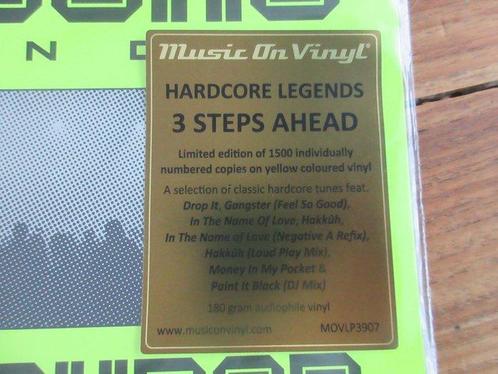 Music On Vinyl®
HARDCORE LEGENDS
3 STEPS AHEAD
Limited edition of 1500 individually
numbered copies on yellow coloured vinyl
A selection of classic hardcore tunes feat.
Drop It, Gangster (Feel So Good),
In The Name Of Love, Hakkûh,
In The Name of Love (Negative A Refix),
Hakkûh (Loud Play Mix),
Money In My Pocket &
Paint It Black (DJ Mix)
180 gram audiophile vinyl
www.musiconvinyl.com MOVLP3907